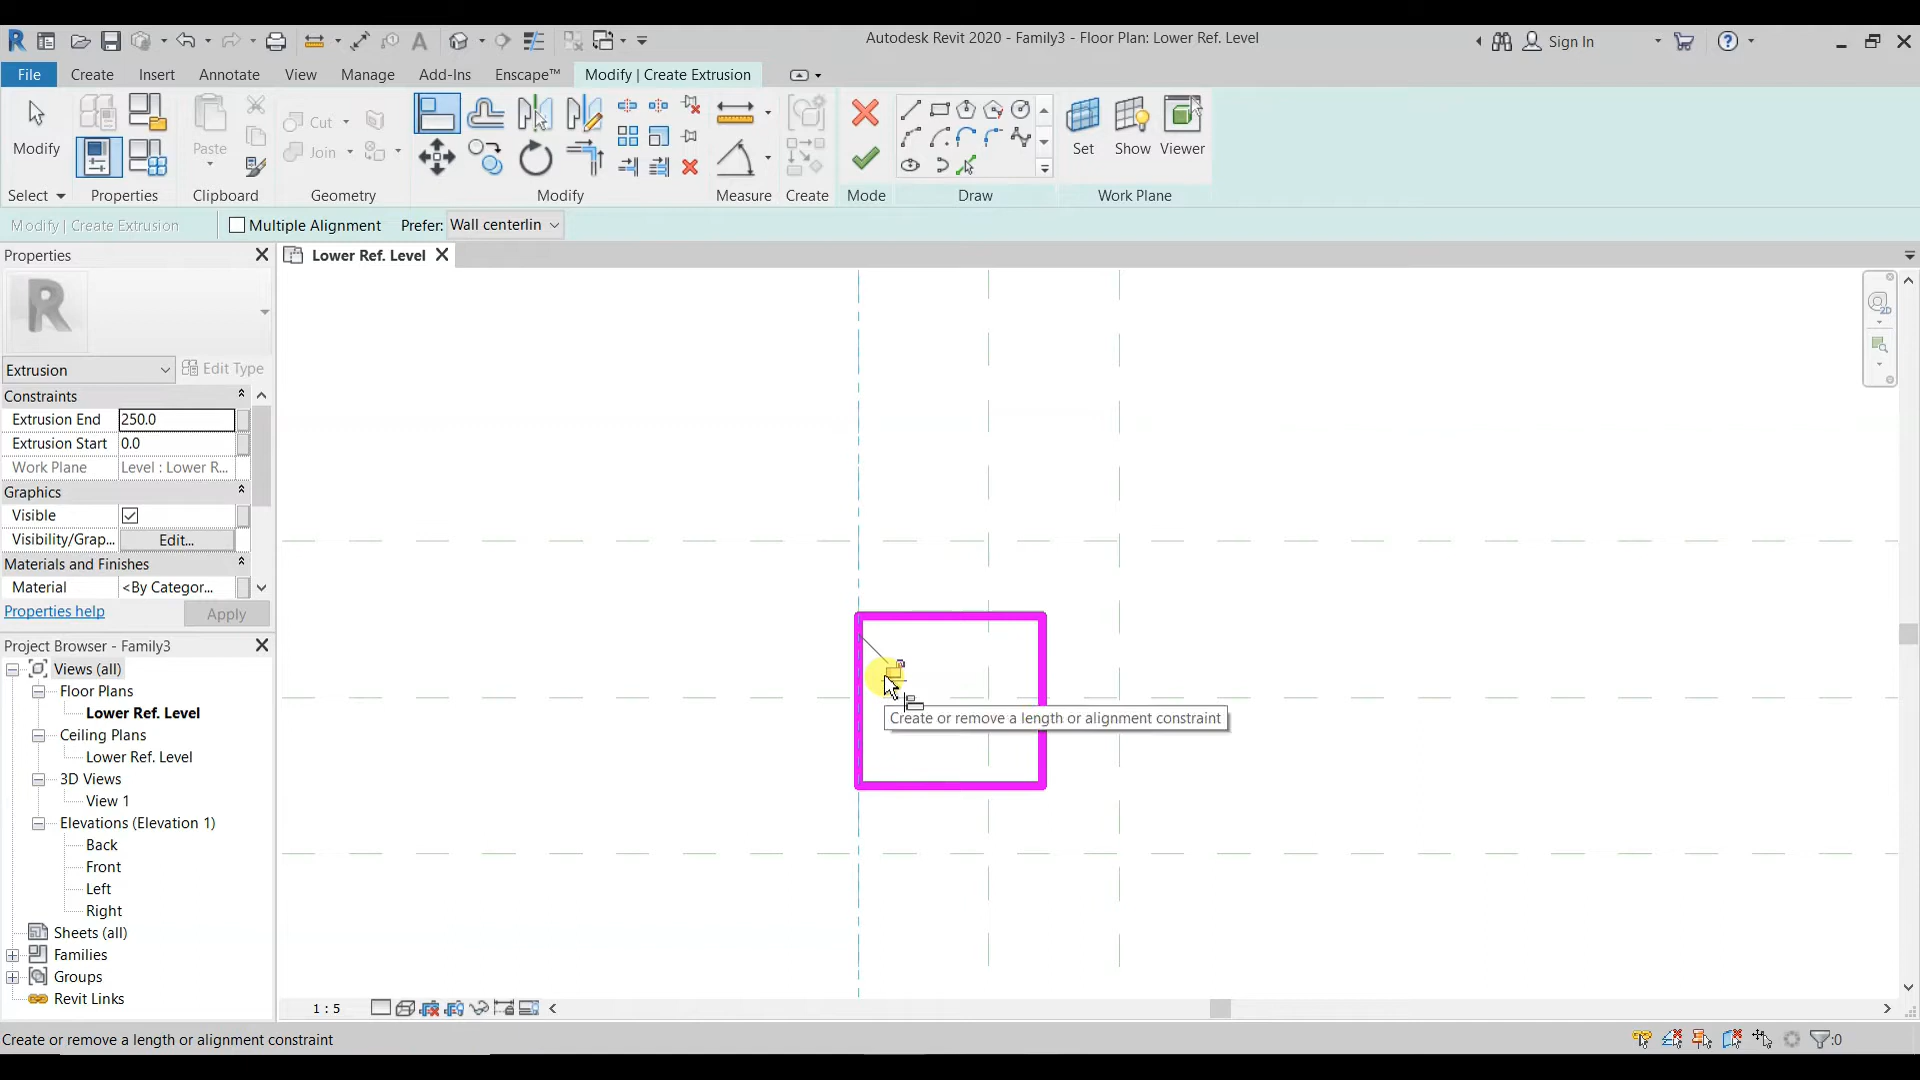 Autodesk Revit 2020 - Family3 - Floor Plan: Lower Ref. Level
Sign In
File Create Insert Annotate View Manage Add-Ins Enscape™ Modify | Create Extrusion
Modify
Paste
Cut
Join
Set Show Viewer
Select Properties Clipboard Geometry Modify Measure Create Mode Draw Work Plane
Modify | Create Extrusion Multiple Alignment Prefer: Wall centerlin
Properties
Lower Ref. Level
R
Extrusion Edit Type
Constraints
Extrusion End 250.0
Extrusion Start 0.0
Work Plane Level : Lower R...
Graphics
Visible
Visibility/Grap... Edit...
Materials and Finishes
Material <By Categor...
Properties help Apply
Project Browser - Family3
Views (all)
Floor Plans
Lower Ref. Level
Ceiling Plans
Lower Ref. Level
3D Views
View 1
Elevations (Elevation 1)
Back
Front
Left
Right
Sheets (all)
Families
Groups
Revit Links
Create or remove a length or alignment constraint
2D
1 : 5
Create or remove a length or alignment constraint
:0